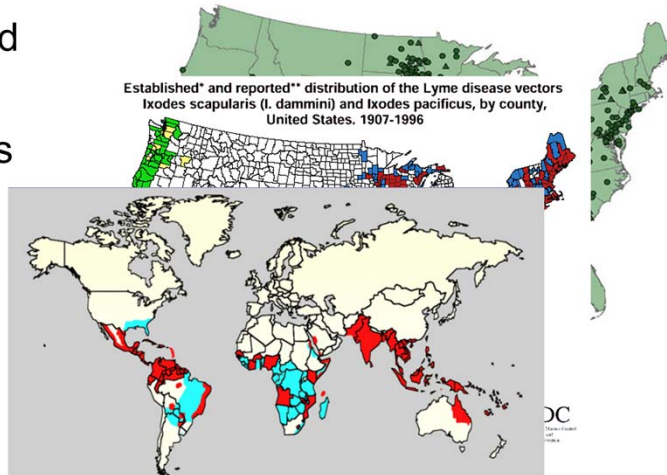 d
Established* and reported** distribution of the Lyme disease vectors
Ixodes scapularis (I. dammini) and Ixodes pacificus, by county,
United States, 1907-1996
s
DC